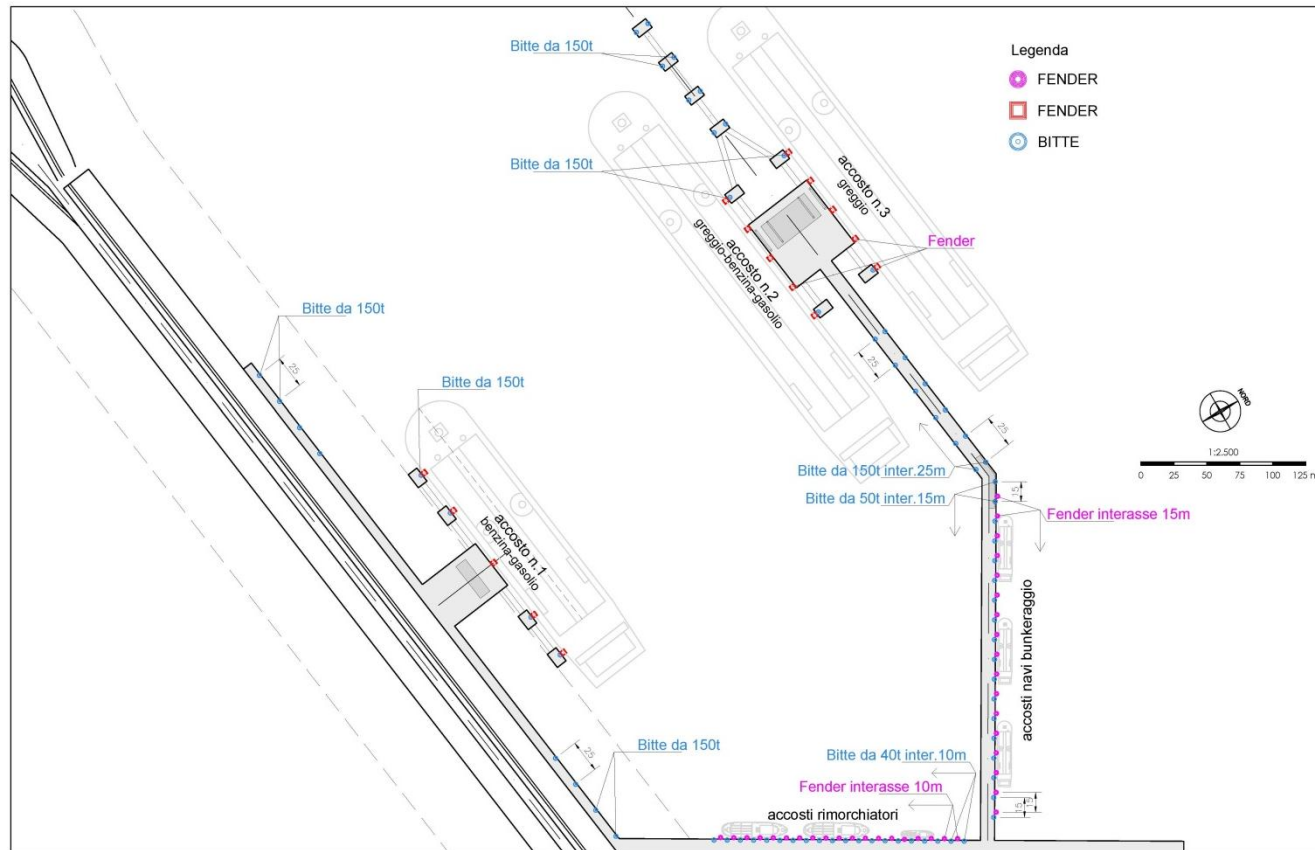 Bitte da 150t
Legenda
FENDER
FENDER
BITTE
Bitte da 150t
accosto n.3
greggio
Fender
accosto n.2
greggio-benzina-gasolio
Bitte da 150t
25
25
Bitte da 150t
NORD
25
1:2.500
0 25 50 75 100 125 m
Bitte da 150t inter.25m
15
Bitte da 50t inter.15m
Fender interasse 15m
accosto n.1
benzina-gasolio
accosti navi bunkeraggio
25
Bitte da 150t
Bitte da 40t inter.10m
Fender interasse 10m
15
15
accosti rimorchiatori